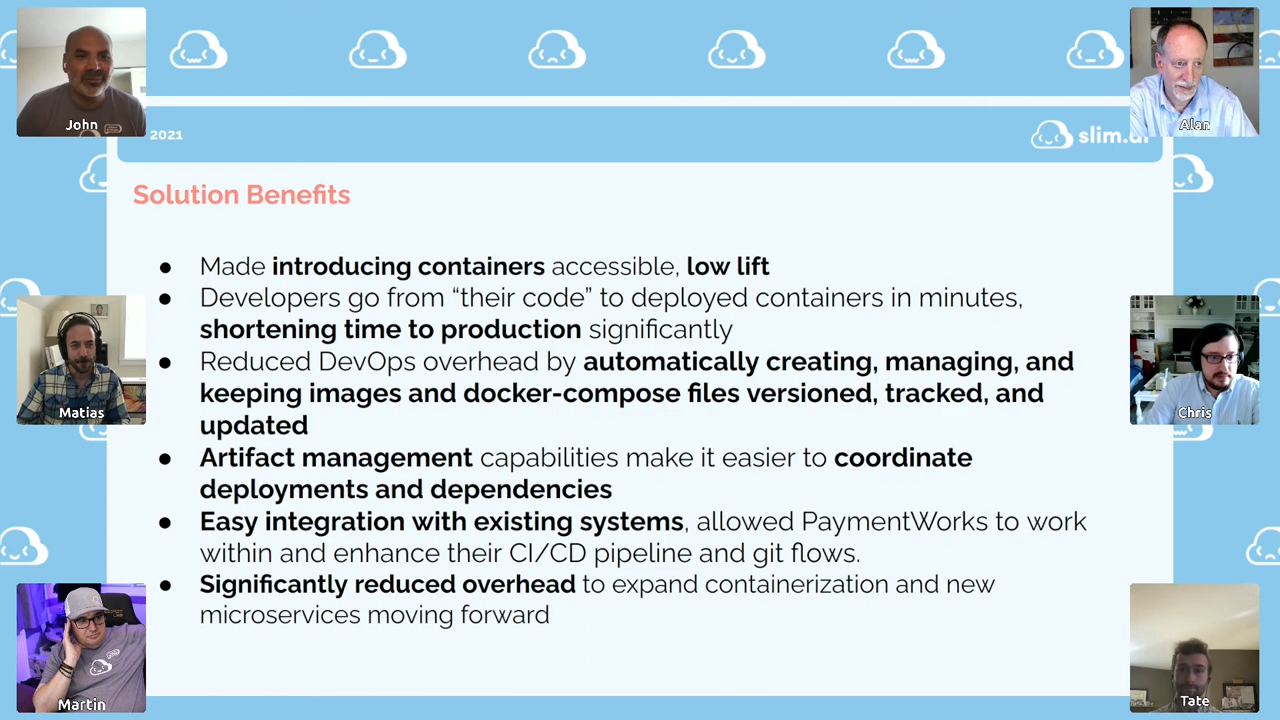 John
Alan
2021
slim.ai
Solution Benefits
● Made introducing containers accessible, low lift
● Developers go from “their code” to deployed containers in minutes,
shortening time to production significantly
● Reduced DevOps overhead by automatically creating, managing, and
keeping images and docker-compose files versioned, tracked, and
updated
● Artifact management capabilities make it easier to coordinate
deployments and dependencies
● Easy integration with existing systems, allowed PaymentWorks to work
within and enhance their CI/CD pipeline and git flows.
● Significantly reduced overhead to expand containerization and new
microservices moving forward
Matias
Chris
Martin
Tate